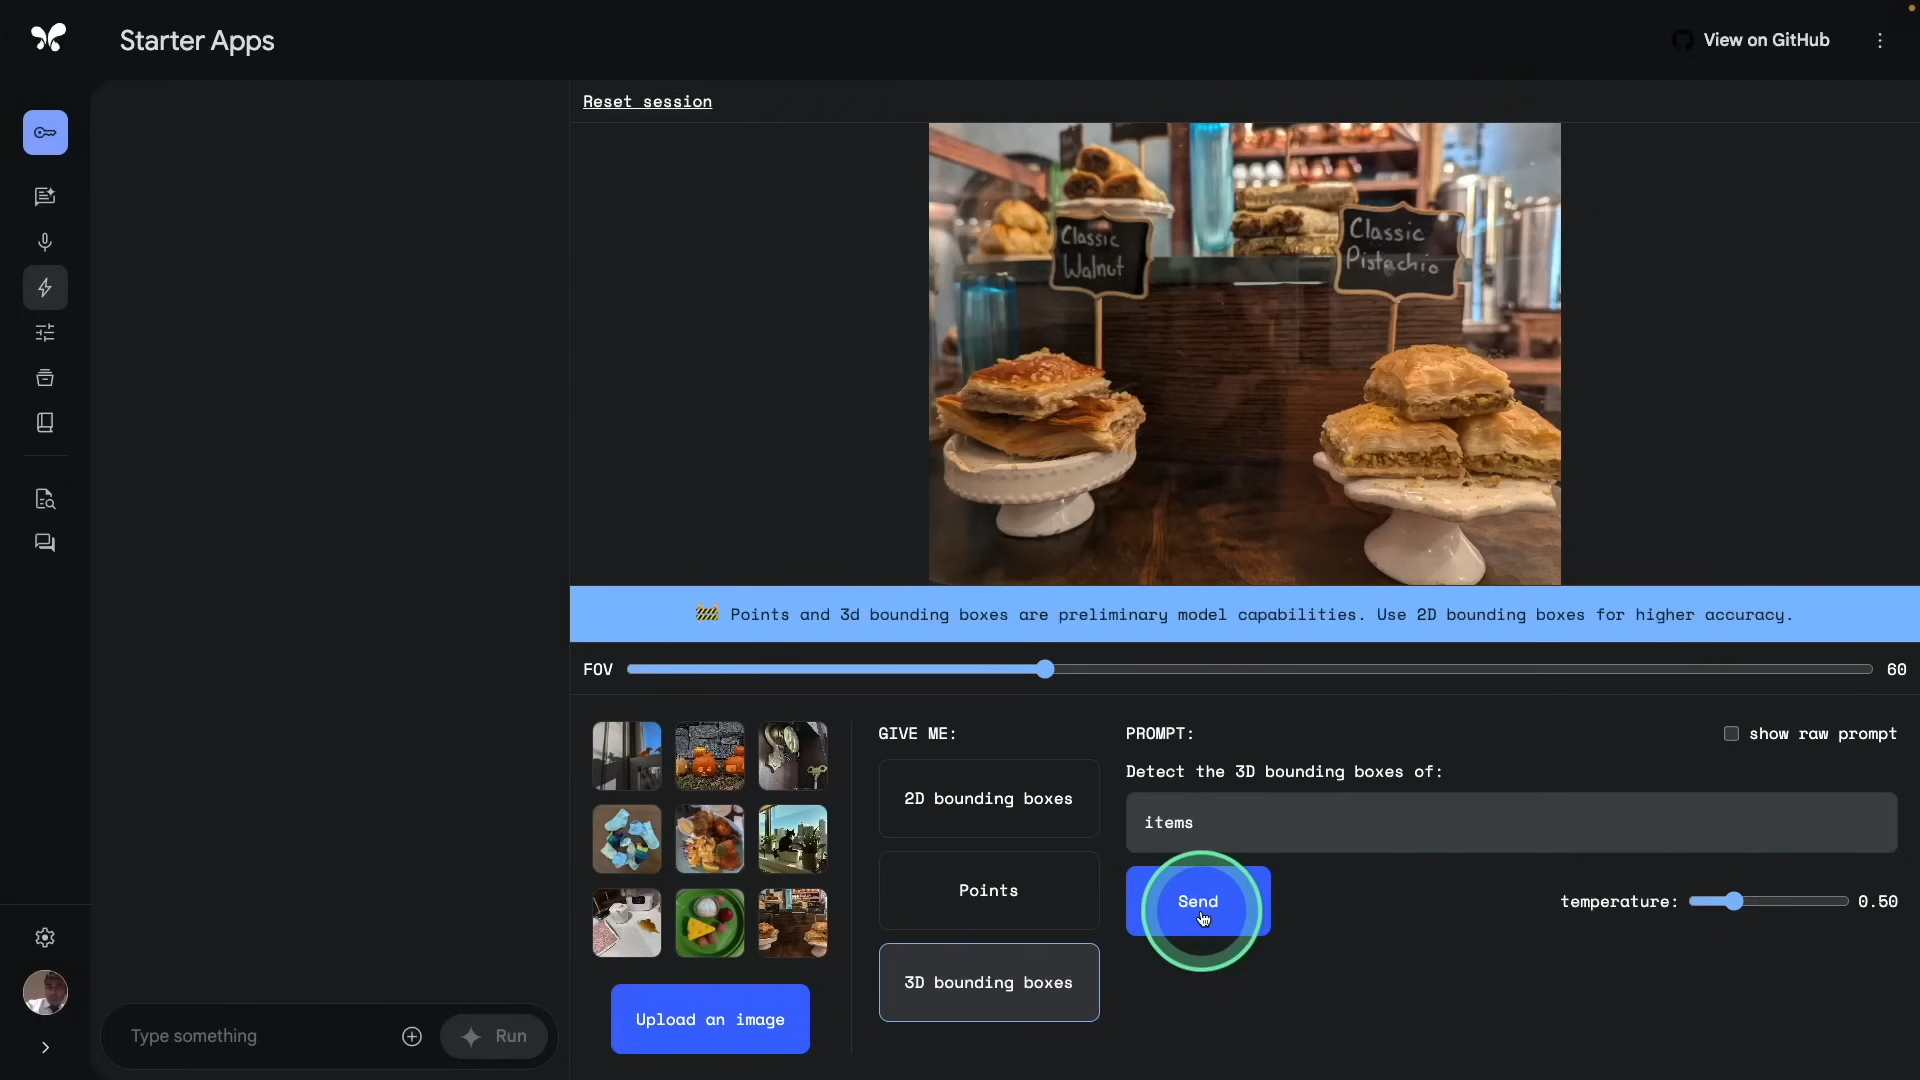 Starter Apps
View on GitHub
Reset session
Classic
Walnut
Classic
Pistachio
🚧 Points and 3d bounding boxes are preliminary model capabilities. Use 2D bounding boxes for higher accuracy.
FOV
60
GIVE ME:
2D bounding boxes
Points
3D bounding boxes
PROMPT:
show raw prompt
Detect the 3D bounding boxes of:
items
Send
temperature:
0.50
Upload an image
Type something
Run